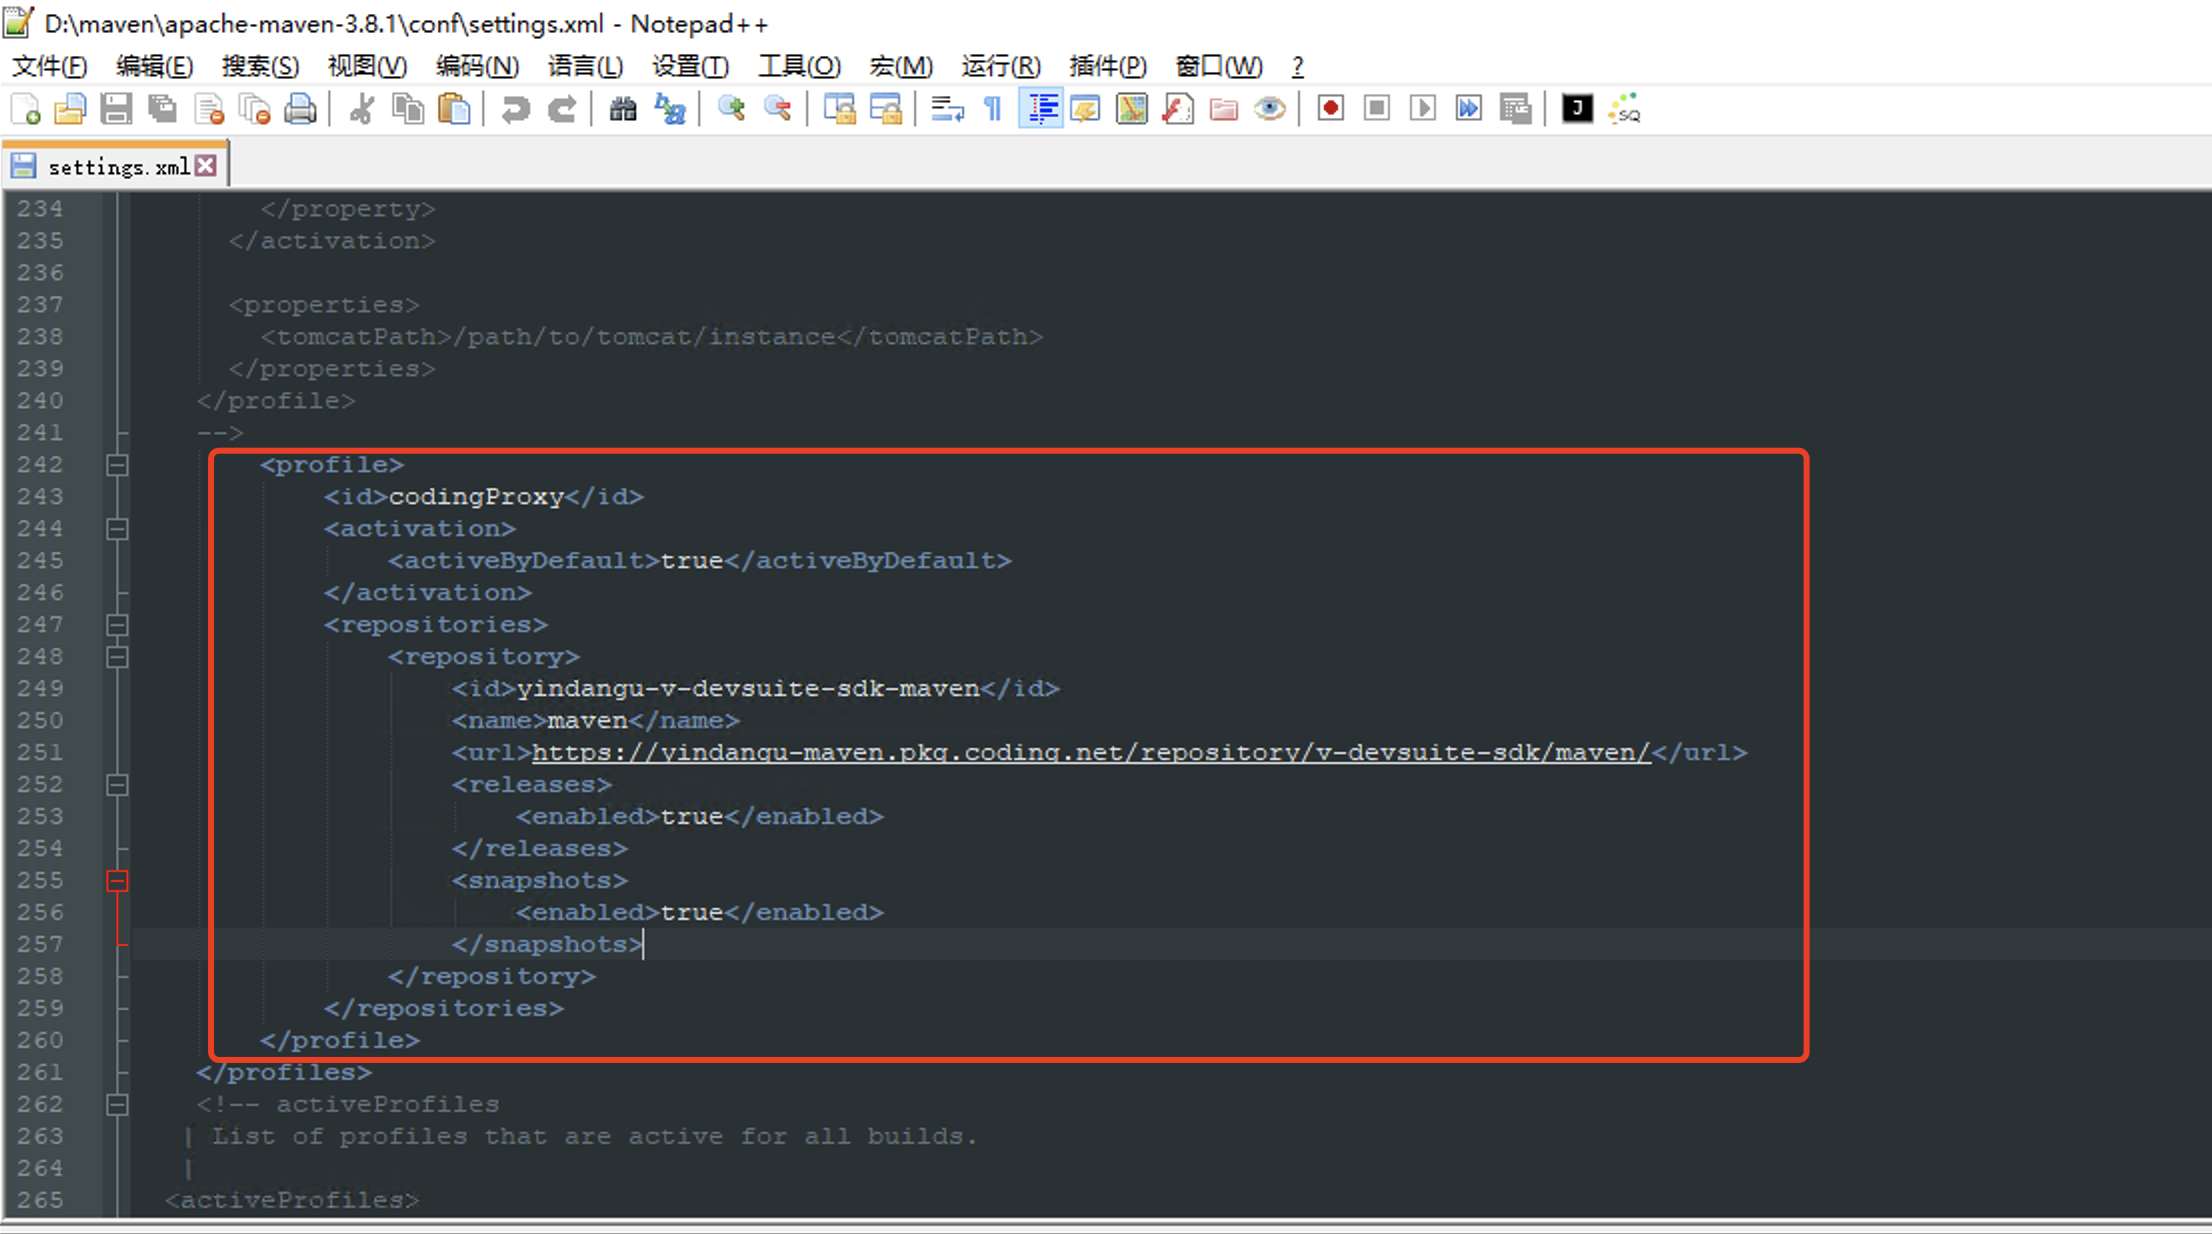 D:\maven\apache-maven-3.8.1\conf\settings.xml - Notepad++
文件(F) 编辑(E) 搜索(S) 视图(V) 编码(N) 语言(L) 设置(T) 工具(O) 宏(M) 运行(R) 插件(P) 窗口(W) ?
settings.xml
234 </property>
235 </activation>
236
237 <properties>
238 <tomcatPath>/path/to/tomcat/instance</tomcatPath>
239 </properties>
240 </profile>
241 -->
242 <profile>
243 <id>codingProxy</id>
244 <activation>
245 <activeByDefault>true</activeByDefault>
246 </activation>
247 <repositories>
248 <repository>
249 <id>yindangu-v-devsuite-sdk-maven</id>
250 <name>maven</name>
251 <url>https://yindangu-maven.pkg.coding.net/repository/v-devsuite-sdk/maven/</url>
252 <releases>
253 <enabled>true</enabled>
254 </releases>
255 <snapshots>
256 <enabled>true</enabled>
257 </snapshots>
258 </repository>
259 </repositories>
260 </profile>
261 </profiles>
262 <!-- activeProfiles
263 | List of profiles that are active for all builds.
264 |
265 <activeProfiles>